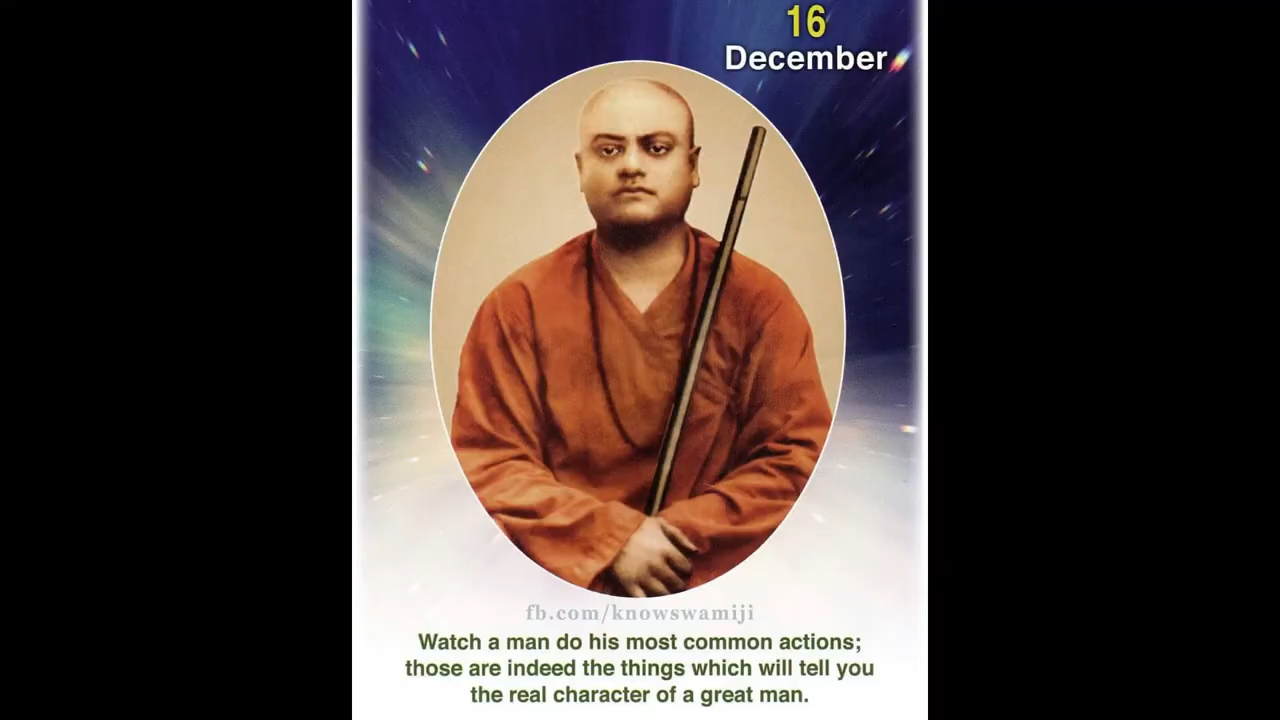 16
December
fb.com/knowswamiji
Watch a man do his most common actions;
those are indeed the things which will tell you
the real character of a great man.